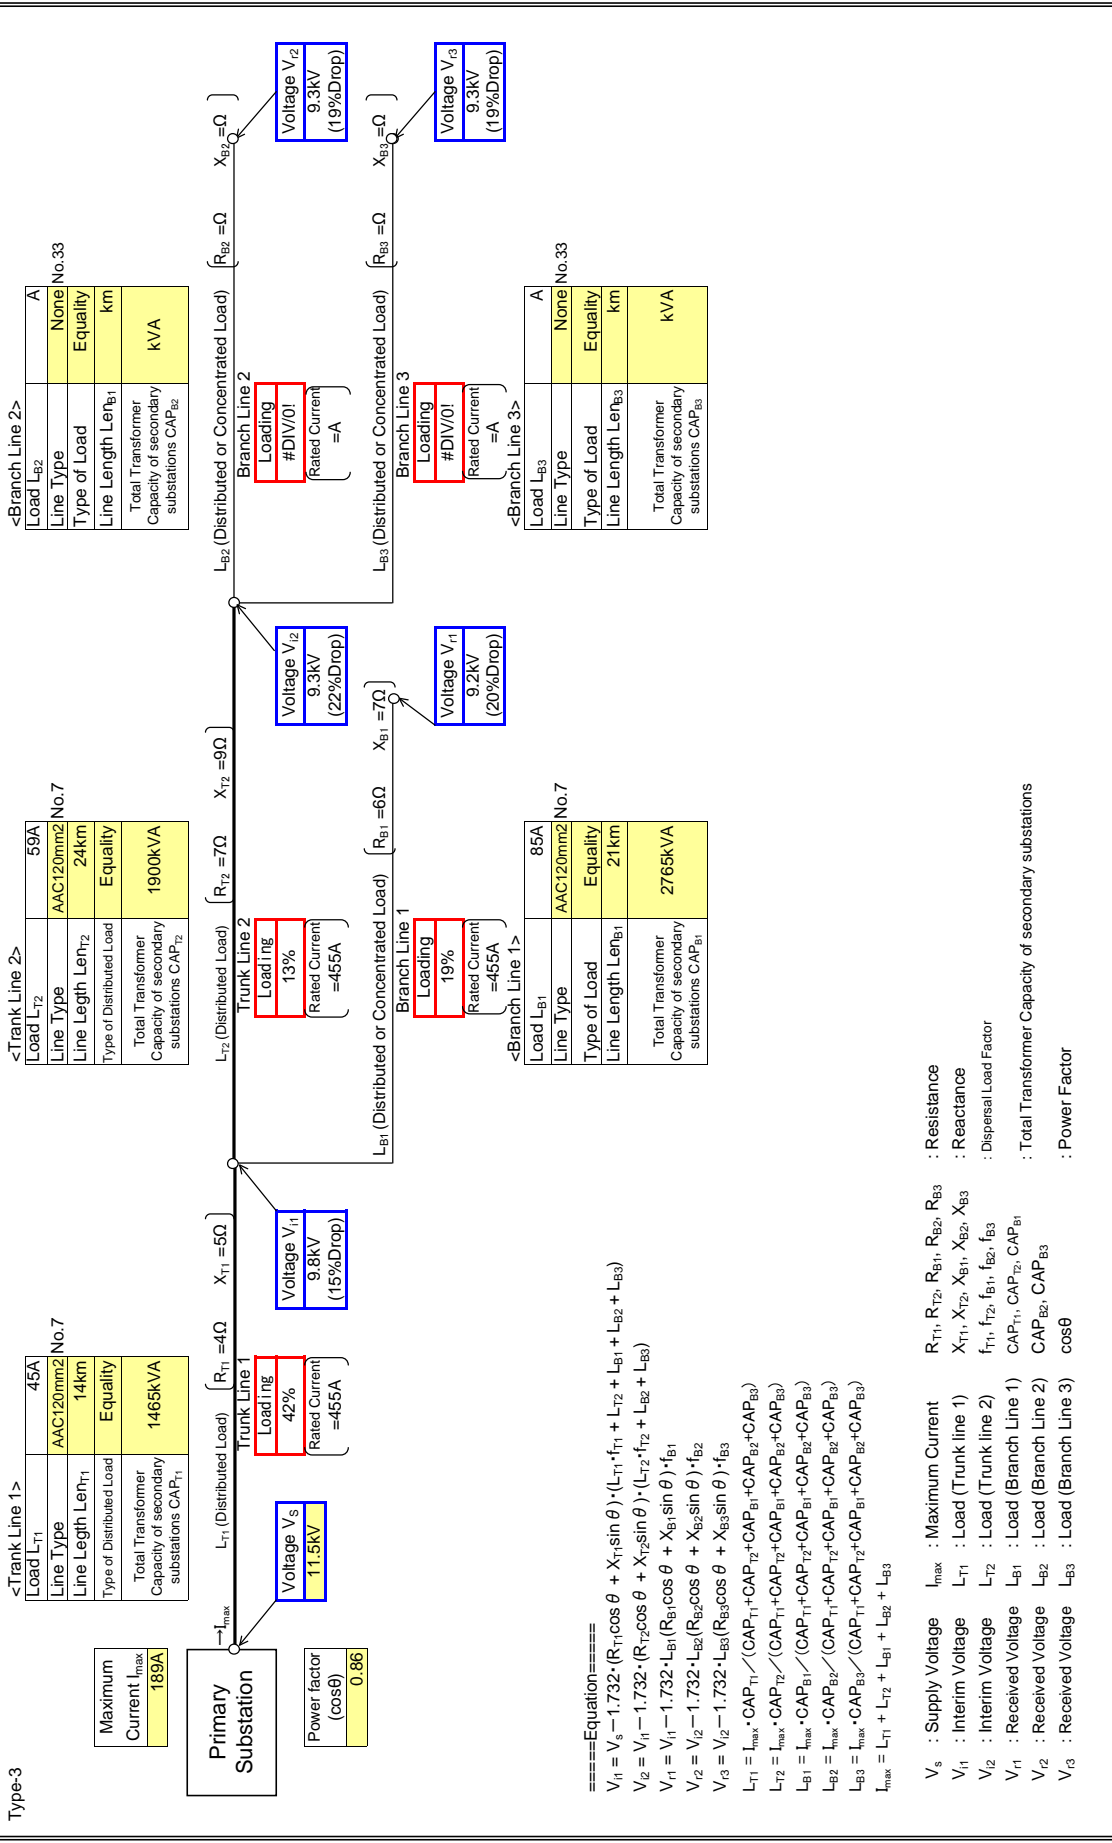 Type-3
Maximum
Current Imax
189A
Primary
Substation
Power factor
(cosθ)
0.86
→Imax
Voltage Vs
11.5kV
<Trank Line 1>
Load LT1 45A
Line Type AAC120mm2 No.7
Line Legth LenT1 14km
Type of Distributed Load Equality
Total Transformer
Capacity of secondary
substations CAPT1
1465kVA
LT1 (Distributed Load) (RT1 =4Ω XT1 =5Ω)
Trunk Line 1
Loading
42%
(Rated Current
=455A)
Voltage Vi1
9.8kV
(15%Drop)
<Trank Line 2>
Load LT2 59A
Line Type AAC120mm2 No.7
Line Legth LenT2 24km
Type of Distributed Load Equality
Total Transformer
Capacity of secondary
substations CAPT2
1900kVA
LT2 (Distributed Load) (RT2 =7Ω XT2 =9Ω)
Trunk Line 2
Loading
13%
(Rated Current
=455A)
Voltage Vi2
9.3kV
(22%Drop)
LB1 (Distributed or Concentrated Load) (RB1 =6Ω XB1 =7Ω)
Branch Line 1
Loading
19%
(Rated Current
=455A)
Voltage Vr1
9.2kV
(20%Drop)
<Branch Line 1>
Load LB1 85A
Line Type AAC120mm2 No.7
Type of Load Equality
Line Length LenB1 21km
Total Transformer
Capacity of secondary
substations CAPB1
2765kVA
<Branch Line 2>
Load LB2 A
Line Type None No.33
Type of Load Equality
Line Length LenB1 km
Total Transformer
Capacity of secondary
substations CAPB2
kVA
LB2 (Distributed or Concentrated Load) (RB2 =Ω XB2 =Ω)
Branch Line 2
Loading
#DIV/0!
(Rated Current
=A)
Voltage Vr2
9.3kV
(19%Drop)
LB3 (Distributed or Concentrated Load) (RB3 =Ω XB3 =Ω)
Branch Line 3
Loading
#DIV/0!
(Rated Current
=A)
Voltage Vr3
9.3kV
(19%Drop)
<Branch Line 3>
Load LB3 A
Line Type None No.33
Type of Load Equality
Line Length LenB3 km
Total Transformer
Capacity of secondary
substations CAPB3
kVA
=====Equation=====
Vi1 = Vs－1.732・(RT1cos θ + XT1sin θ)・(LT1・fT1 + LT2 + LB1 + LB2 + LB3)
Vi2 = Vi1－1.732・(RT2cos θ + XT2sin θ)・(LT2・fT2 + LB2 + LB3)
Vr1 = Vi1－1.732・LB1(RB1cos θ + XB1sin θ)・fB1
Vr2 = Vi2－1.732・LB2(RB2cos θ + XB2sin θ)・fB2
Vr3 = Vi2－1.732・LB3(RB3cos θ + XB3sin θ)・fB3
LT1 = Imax・CAPT1／(CAPT1+CAPT2+CAPB1+CAPB2+CAPB3)
LT2 = Imax・CAPT2／(CAPT1+CAPT2+CAPB1+CAPB2+CAPB3)
LB1 = Imax・CAPB1／(CAPT1+CAPT2+CAPB1+CAPB2+CAPB3)
LB2 = Imax・CAPB2／(CAPT1+CAPT2+CAPB1+CAPB2+CAPB3)
LB3 = Imax・CAPB3／(CAPT1+CAPT2+CAPB1+CAPB2+CAPB3)
Imax = LT1 + LT2 + LB1 + LB2 + LB3
Vs : Supply Voltage Imax : Maximum Current RT1, RT2, RB1, RB2, RB3 : Resistance
Vi1 : Interim Voltage LT1 : Load (Trunk line 1) XT1, XT2, XB1, XB2, XB3 : Reactance
Vi2 : Interim Voltage LT2 : Load (Trunk line 2) fT1, fT2, fB1, fB2, fB3 : Dispersal Load Factor
Vr1 : Received Voltage LB1 : Load (Branch Line 1) CAPT1, CAPT2, CAPB1 : Total Transformer Capacity of secondary substations
Vr2 : Received Voltage LB2 : Load (Branch Line 2) CAPB2, CAPB3
Vr3 : Received Voltage LB3 : Load (Branch Line 3) cosθ : Power Factor